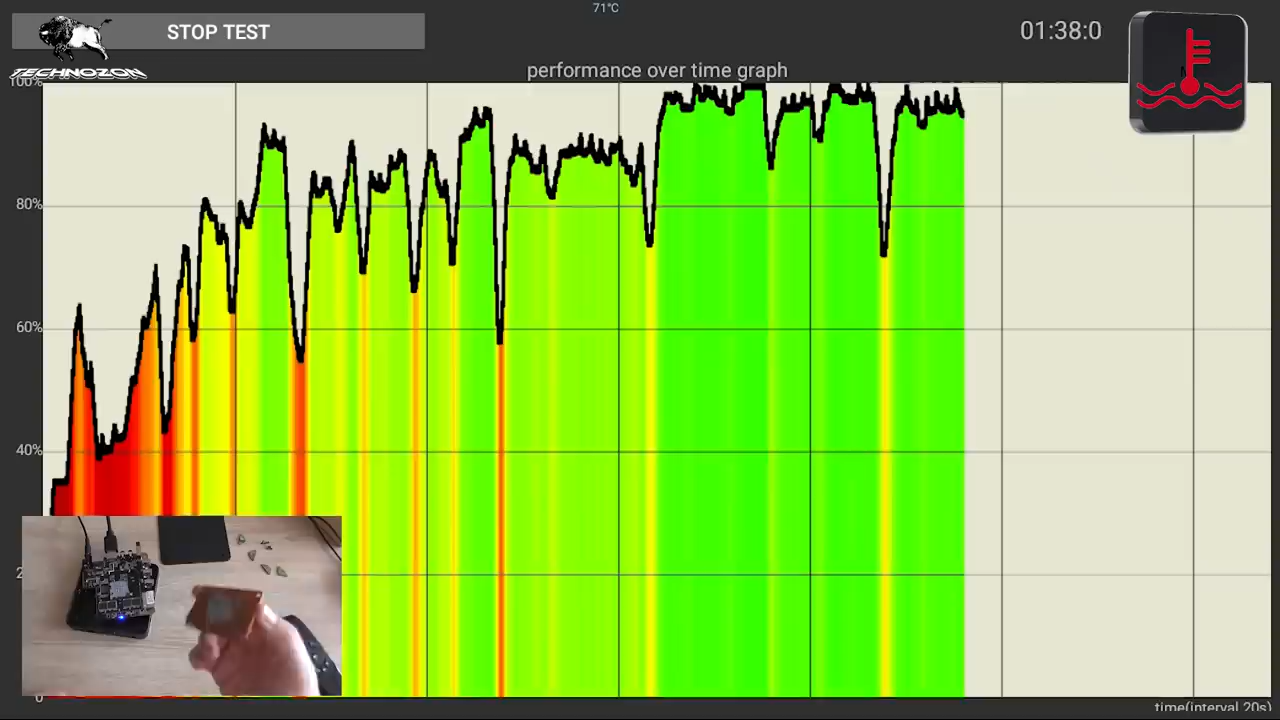 71°C
STOP TEST
01:38:0
TECHNOZON
performance over time graph
100%
80%
60%
40%
2
0
time(interval 20s)